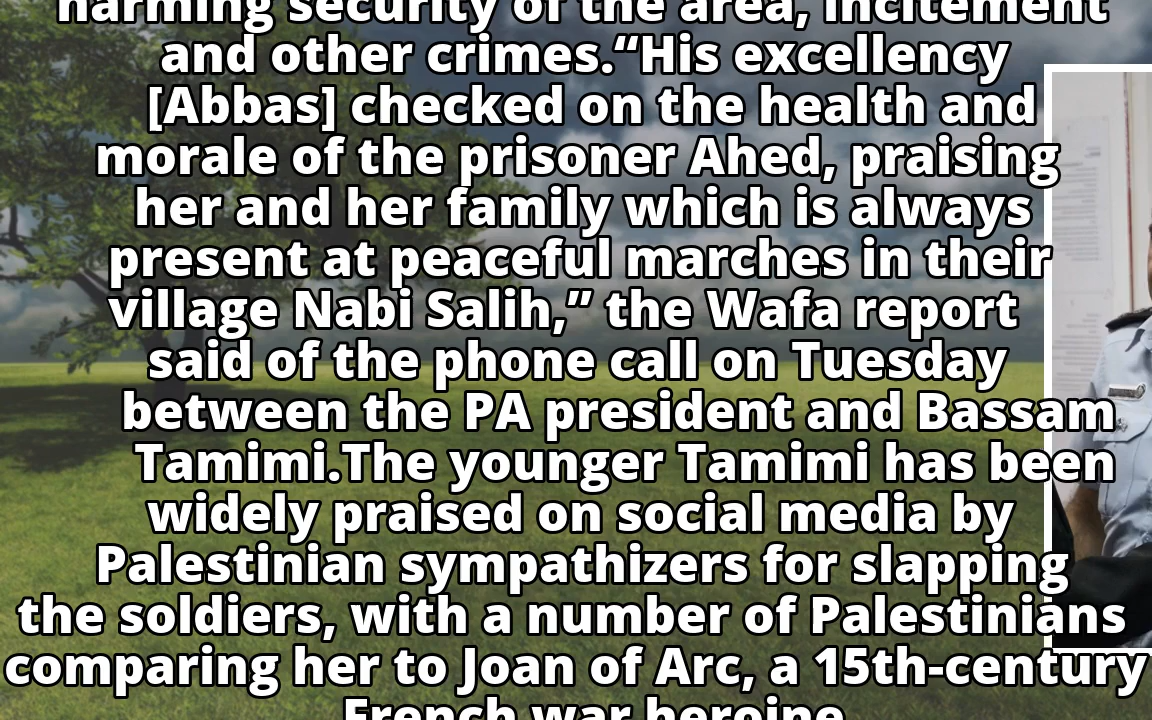 harming security of the area, incitement
and other crimes.“His excellency
[Abbas] checked on the health and
morale of the prisoner Ahed, praising
her and her family which is always
present at peaceful marches in their
village Nabi Salih,” the Wafa report
said of the phone call on Tuesday
between the PA president and Bassam
Tamimi.The younger Tamimi has been
widely praised on social media by
Palestinian sympathizers for slapping
the soldiers, with a number of Palestinians
comparing her to Joan of Arc, a 15th-century
French war heroine